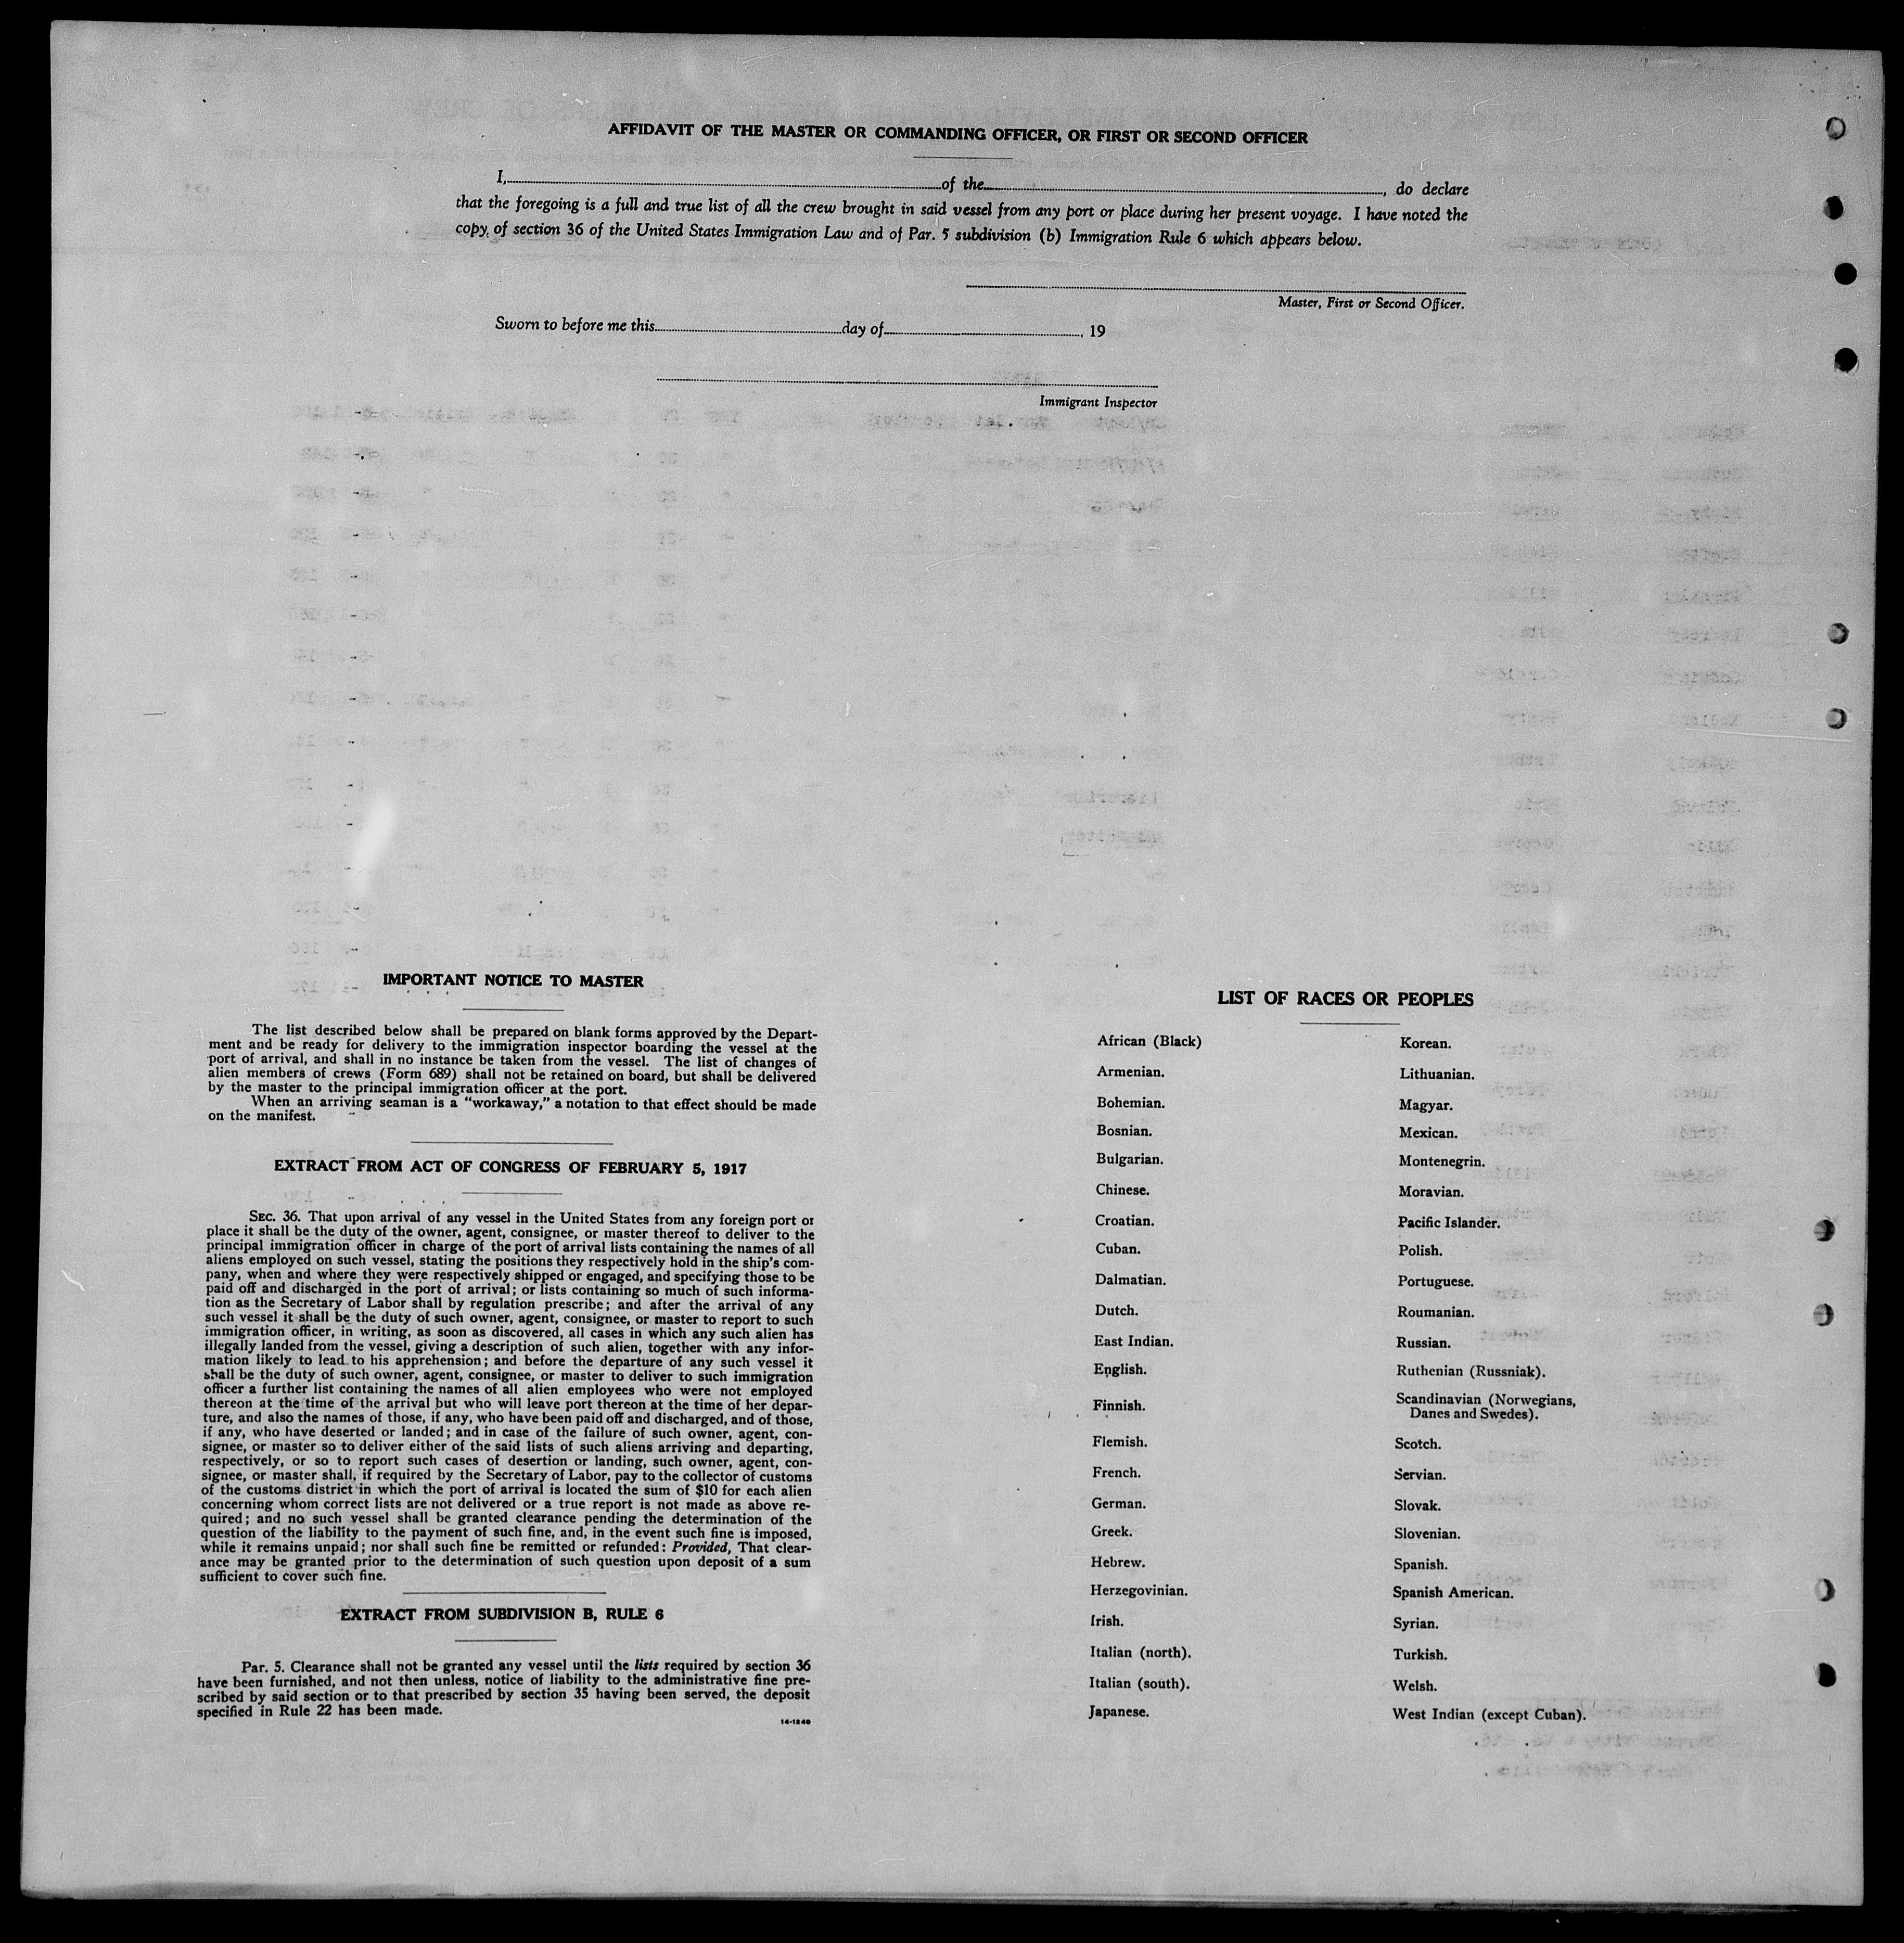 AFFIDAVIT OF THE MASTER OR COMMANDING OFFICER, OR FIRST OR SECOND OFFICER
I, of the , do declare
that the foregoing is a full and true list of all the crew brought in said vessel from any port or place during her present voyage. I have noted the
copy of section 36 of the United States Immigration Law and of Par. 5 subdivision (b) Immigration Rule 6 which appears below.
Master, First or Second Officer.
Sworn to before me this day of , 19
Immigrant Inspector
IMPORTANT NOTICE TO MASTER
The list described below shall be prepared on blank forms approved by the Depart-
ment and be ready for delivery to the immigration inspector boarding the vessel at the
port of arrival, and shall in no instance be taken from the vessel. The list of changes of
alien members of crews (Form 689) shall not be retained on board, but shall be delivered
by the master to the principal immigration officer at the port.
When an arriving seaman is a "workaway," a notation to that effect should be made
on the manifest.
EXTRACT FROM ACT OF CONGRESS OF FEBRUARY 5, 1917
SEC. 36. That upon arrival of any vessel in the United States from any foreign port or
place it shall be the duty of the owner, agent, consignee, or master thereof to deliver to the
principal immigration officer in charge of the port of arrival lists containing the names of all
aliens employed on such vessel, stating the positions they respectively hold in the ship's com-
pany, when and where they were respectively shipped or engaged, and specifying those to be
paid off and discharged in the port of arrival; or lists containing so much of such informa-
tion as the Secretary of Labor shall by regulation prescribe; and after the arrival of any
such vessel it shall be the duty of such owner, agent, consignee, or master to report to such
immigration officer, in writing, as soon as discovered, all cases in which any such alien has
illegally landed from the vessel, giving a description of such alien, together with any infor-
mation likely to lead to his apprehension; and before the departure of any such vessel it
shall be the duty of such owner, agent, consignee, or master to deliver to such immigration
officer a further list containing the names of all alien employees who were not employed
thereon at the time of the arrival but who will leave port thereon at the time of her depar-
ture, and also the names of those, if any, who have been paid off and discharged, and of those,
if any, who have deserted or landed; and in case of the failure of such owner, agent, con-
signee, or master so to deliver either of the said lists of such aliens arriving and departing,
respectively, or so to report such cases of desertion or landing, such owner, agent, con-
signee, or master shall, if required by the Secretary of Labor, pay to the collector of customs
of the customs district in which the port of arrival is located the sum of $10 for each alien
concerning whom correct lists are not delivered or a true report is not made as above re-
quired; and no such vessel shall be granted clearance pending the determination of the
question of the liability to the payment of such fine, and, in the event such fine is imposed,
while it remains unpaid; nor shall such fine be remitted or refunded: Provided, That clear-
ance may be granted prior to the determination of such question upon deposit of a sum
sufficient to cover such fine.
EXTRACT FROM SUBDIVISION B, RULE 6
Par. 5. Clearance shall not be granted any vessel until the lists required by section 36
have been furnished, and not then unless, notice of liability to the administrative fine pre-
scribed by said section or to that prescribed by section 35 having been served, the deposit
specified in Rule 22 has been made.
14-1240
LIST OF RACES OR PEOPLES
African (Black)
Armenian.
Bohemian.
Bosnian.
Bulgarian.
Chinese.
Croatian.
Cuban.
Dalmatian.
Dutch.
East Indian.
English.
Finnish.
Flemish.
French.
German.
Greek.
Hebrew.
Herzegovinian.
Irish.
Italian (north).
Italian (south).
Japanese.
Korean.
Lithuanian.
Magyar.
Mexican.
Montenegrin.
Moravian.
Pacific Islander.
Polish.
Portuguese.
Roumanian.
Russian.
Ruthenian (Russniak).
Scandinavian (Norwegians,
Danes and Swedes).
Scotch.
Servian.
Slovak.
Slovenian.
Spanish.
Spanish American.
Syrian.
Turkish.
Welsh.
West Indian (except Cuban).